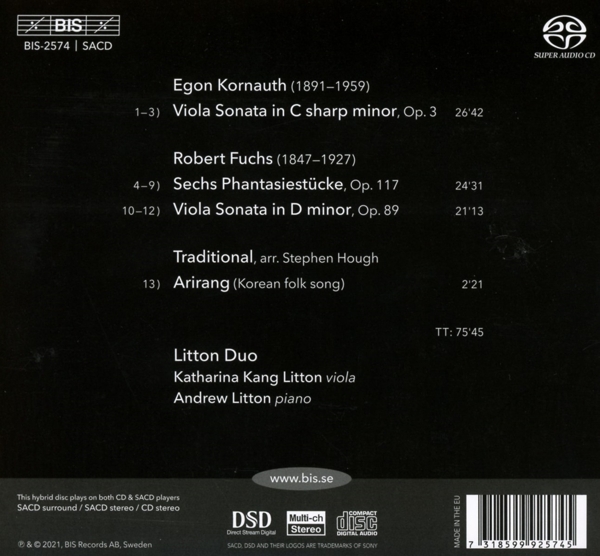 BIS
BIS-2574 | SACD
SUPER AUDIO CD
Egon Kornauth (1891–1959)
1–3) Viola Sonata in C sharp minor, Op. 3 26'42
Robert Fuchs (1847–1927)
4–9) Sechs Phantasiestücke, Op. 117 24'31
10–12) Viola Sonata in D minor, Op. 89 21'13
Traditional, arr. Stephen Hough
13) Arirang (Korean folk song) 2'21
TT: 75'45
Litton Duo
Katharina Kang Litton viola
Andrew Litton piano
www.bis.se
This hybrid disc plays on both CD & SACD players
SACD surround / SACD stereo / CD stereo
℗ & © 2021, BIS Records AB, Sweden
DSD
Direct Stream Digital
Multi-ch
Stereo
COMPACT
disc
DIGITAL AUDIO
SACD, DSD AND THEIR LOGOS ARE TRADEMARKS OF SONY
MADE IN THE EU
7 318599 925745